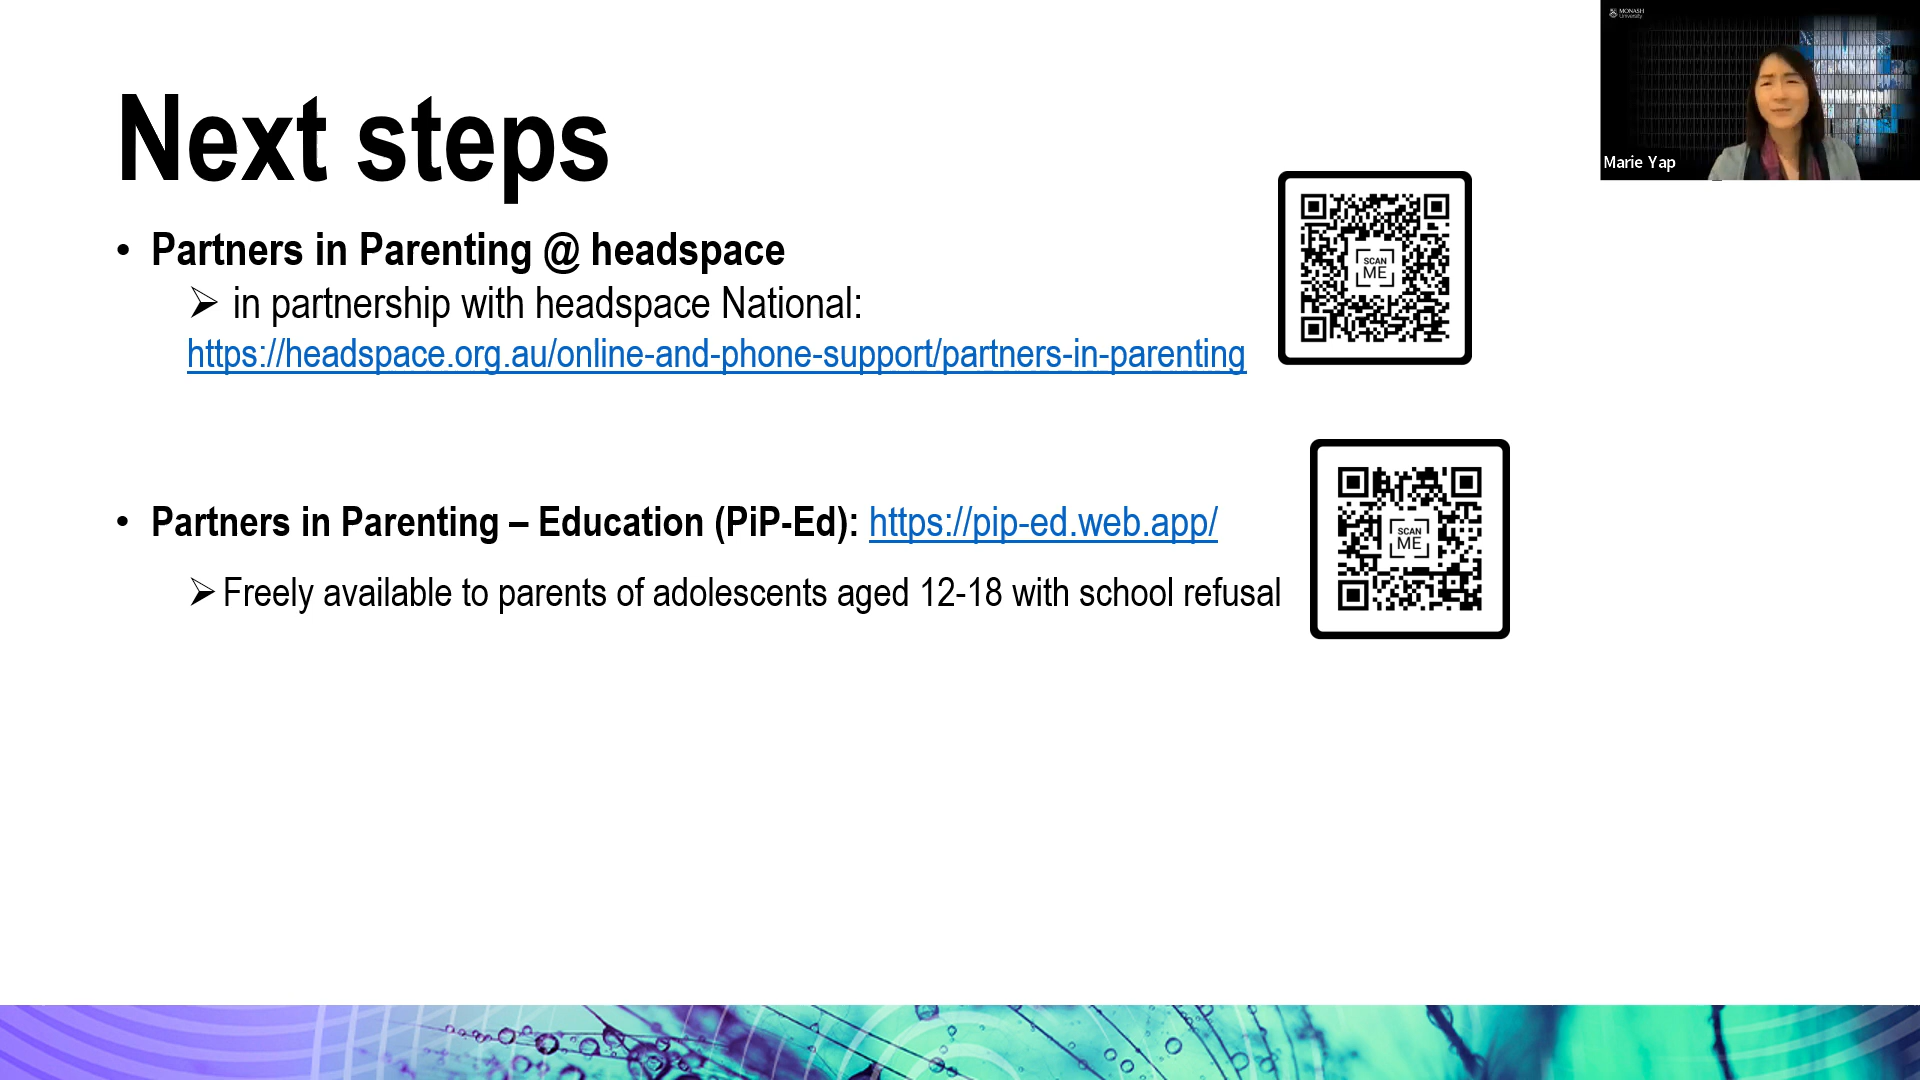 MONASH
University
Marie Yap
Next steps
• Partners in Parenting @ headspace
➢ in partnership with headspace National:
https://headspace.org.au/online-and-phone-support/partners-in-parenting
SCAN
ME
• Partners in Parenting – Education (PiP-Ed): https://pip-ed.web.app/
➢ Freely available to parents of adolescents aged 12-18 with school refusal
SCAN
ME